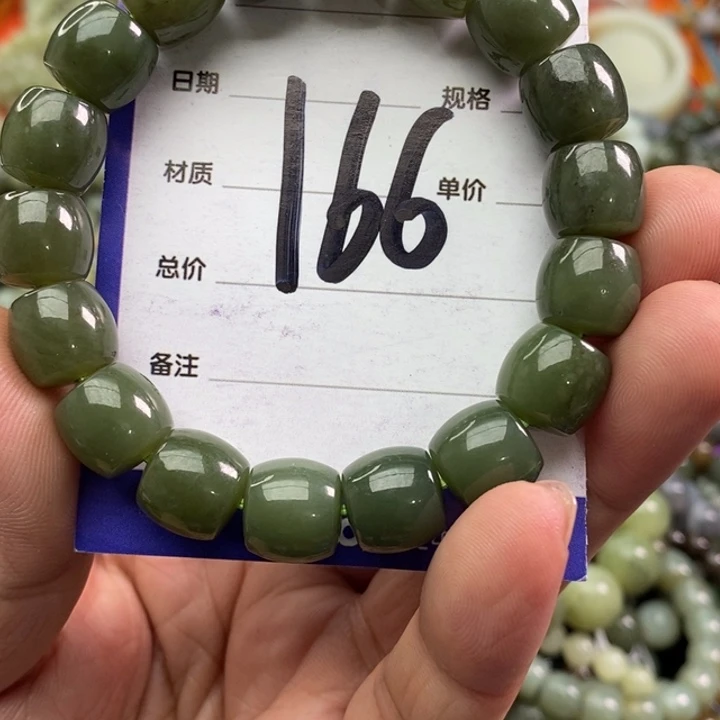 日期 规格
166
材质 单价
总价
备注